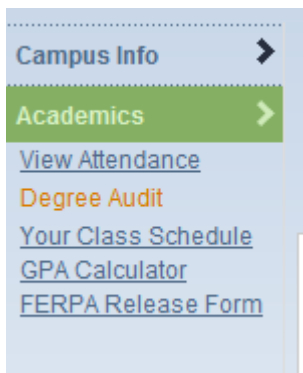 Campus Info
Academics
View Attendance
Degree Audit
Your Class Schedule
GPA Calculator
FERPA Release Form